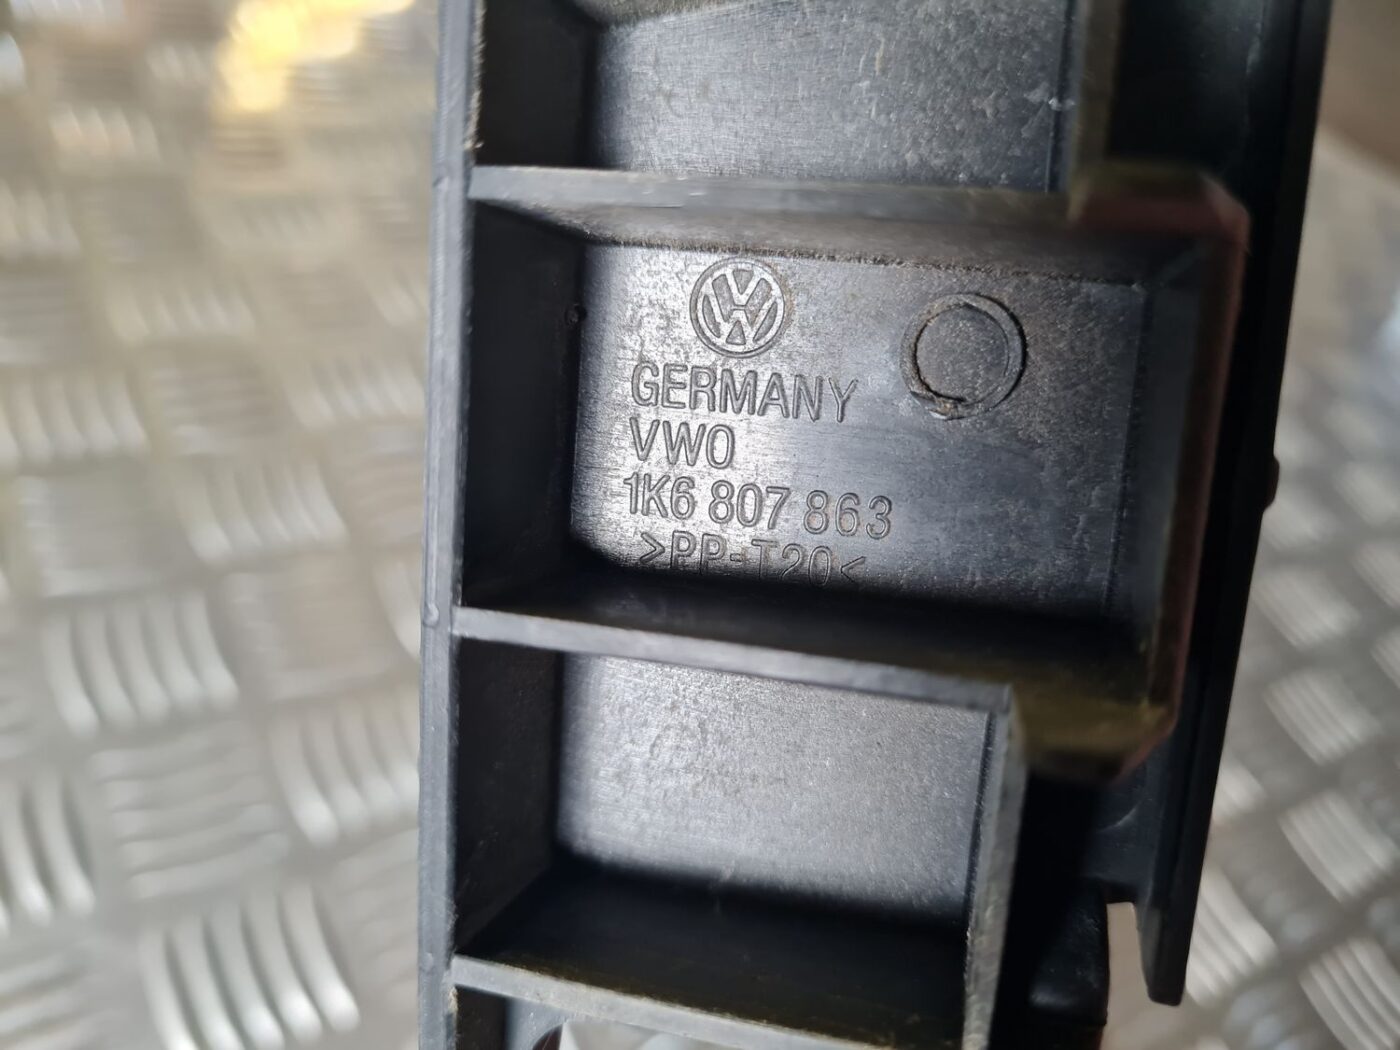 GERMANY
VWO
1K6 807 863
>PP-T20<